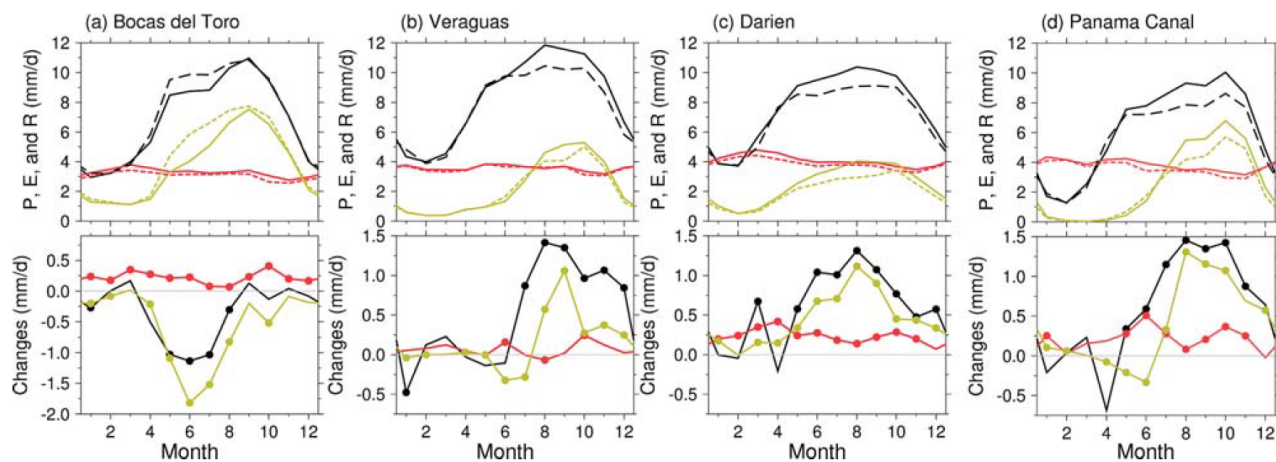 (a) Bocas del Toro
(b) Veraguas
(c) Darien
(d) Panama Canal
P, E, and R (mm/d)
12
10
8
6
4
2
0
P, E, and R (mm/d)
12
10
8
6
4
2
0
P, E, and R (mm/d)
12
10
8
6
4
2
0
P, E, and R (mm/d)
12
10
8
6
4
2
0
Changes (mm/d)
0.5
0.0
-0.5
-1.0
-1.5
-2.0
Changes (mm/d)
1.5
1.0
0.5
0.0
-0.5
Changes (mm/d)
1.5
1.0
0.5
0.0
-0.5
Changes (mm/d)
1.5
1.0
0.5
0.0
-0.5
2 4 6 8 10 12
2 4 6 8 10 12
2 4 6 8 10 12
2 4 6 8 10 12
Month
Month
Month
Month